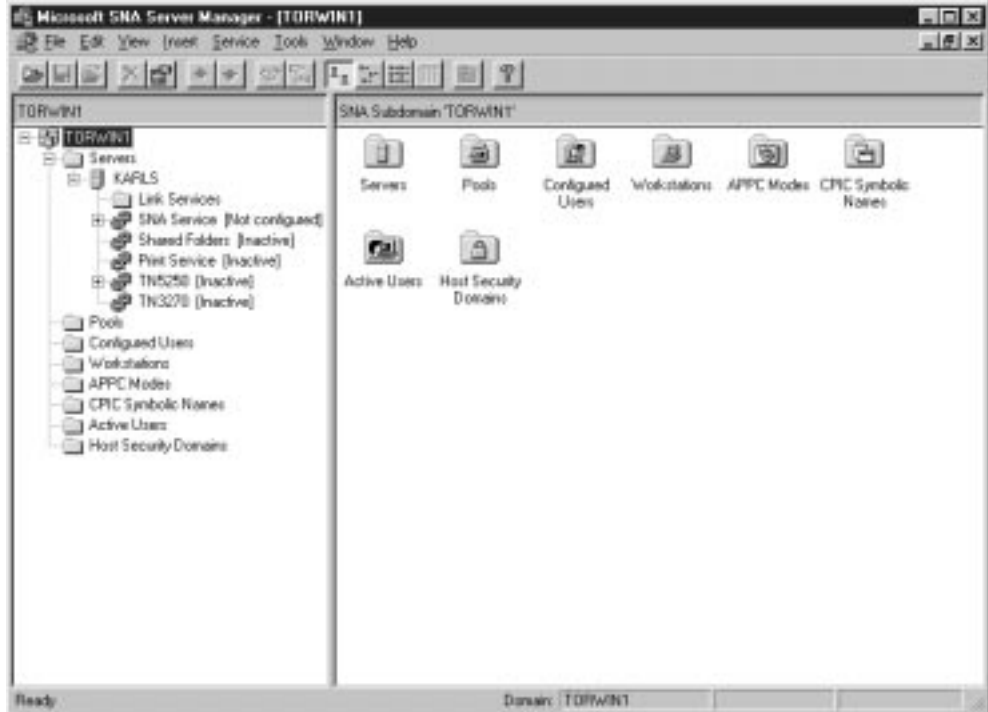 Microsoft SNA Server Manager - [TORWIN1]
File Edit View Insert Service Tools Window Help
TORWIN1
SNA Subdomain 'TORWIN1'
TORWIN1
Servers
KARLS
Link Services
SNA Service [Not configured]
Shared Folders [Inactive]
Print Service [Inactive]
TN5250 [Inactive]
TN3270 [Inactive]
Pools
Configured Users
Workstations
APPC Modes
CPIC Symbolic Names
Active Users
Host Security Domains
Servers
Pools
Configured
Users
Workstations
APPC Modes
CPIC Symbolic
Names
Active Users
Host Security
Domains
Ready
Domain: TORWIN1